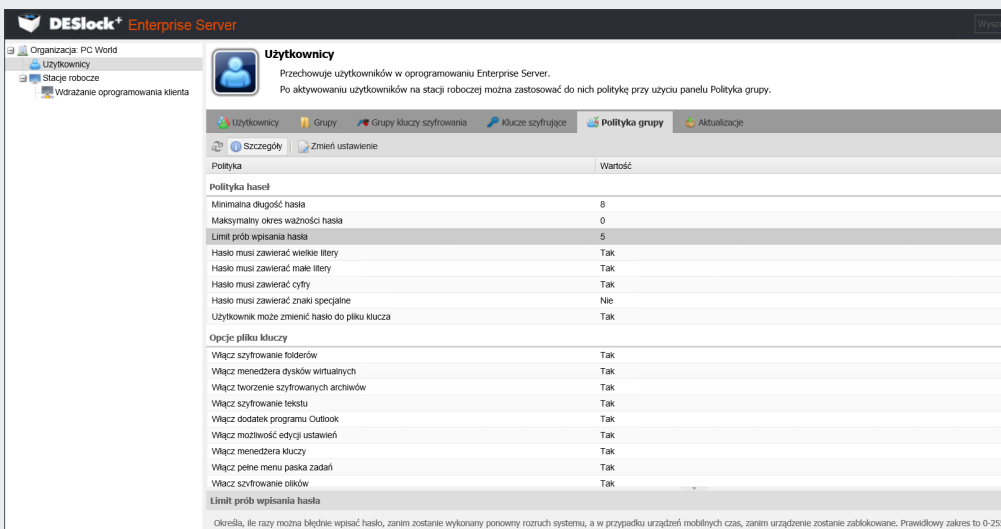 DESlock+ Enterprise Server
Organizacja: PC World
Użytkownicy
Stacje robocze
Wdrażanie oprogramowania klienta
Użytkownicy
Przechowuje użytkowników w oprogramowaniu Enterprise Server.
Po aktywowaniu użytkowników na stacji roboczej można zastosować do nich politykę przy użyciu panelu Polityka grupy.
Użytkownicy Grupy Grupy kluczy szyfrowania Klucze szyfrujące Polityka grupy Aktualizacje
Szczegóły Zmień ustawienie
Polityka Wartość
Polityka haseł
Minimalna długość hasła 8
Maksymalny okres ważności hasła 0
Limit prób wpisania hasła 5
Hasło musi zawierać wielkie litery Tak
Hasło musi zawierać małe litery Tak
Hasło musi zawierać cyfry Tak
Hasło musi zawierać znaki specjalne Nie
Użytkownik może zmienić hasło do pliku klucza Tak
Opcje pliku kluczy
Włącz szyfrowanie folderów Tak
Włącz menedżera dysków wirtualnych Tak
Włącz tworzenie szyfrowanych archiwów Tak
Włącz szyfrowanie tekstu Tak
Włącz dodatek programu Outlook Tak
Włącz możliwość edycji ustawień Tak
Włącz menedżera kluczy Tak
Włącz pełne menu paska zadań Tak
Włącz szyfrowanie plików Tak
Limit prób wpisania hasła
Określa, ile razy można błędnie wpisać hasło, zanim zostanie wykonany ponowny rozruch systemu, a w przypadku urządzeń mobilnych czas, zanim urządzenie zostanie zablokowane. Prawidłowy zakres to 0-25